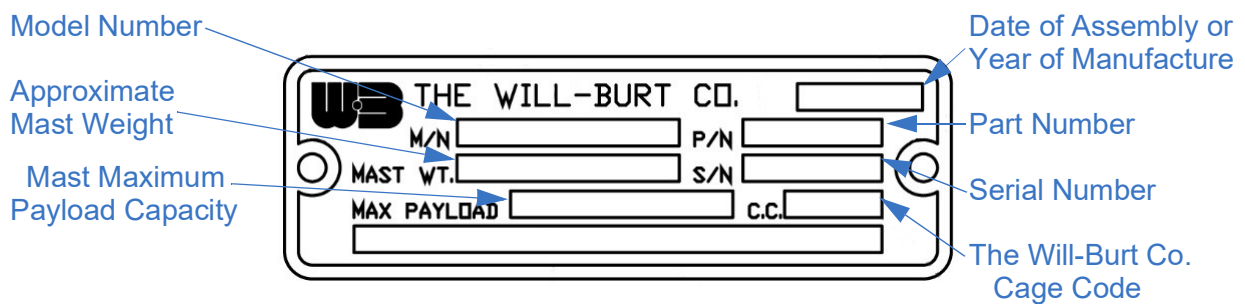 Model Number
Date of Assembly or
Year of Manufacture
Approximate
Mast Weight
WB THE WILL-BURT CO.
M/N P/N
Part Number
MAST WT. S/N
Mast Maximum
Payload Capacity
Serial Number
MAX PAYLOAD C.C.
The Will-Burt Co.
Cage Code